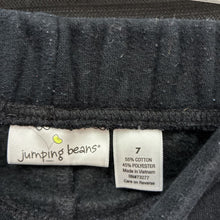 jumping beans®
7
55% COTTON
45% POLYESTER
Made in Vietnam
RN#73277
Care on Reverse